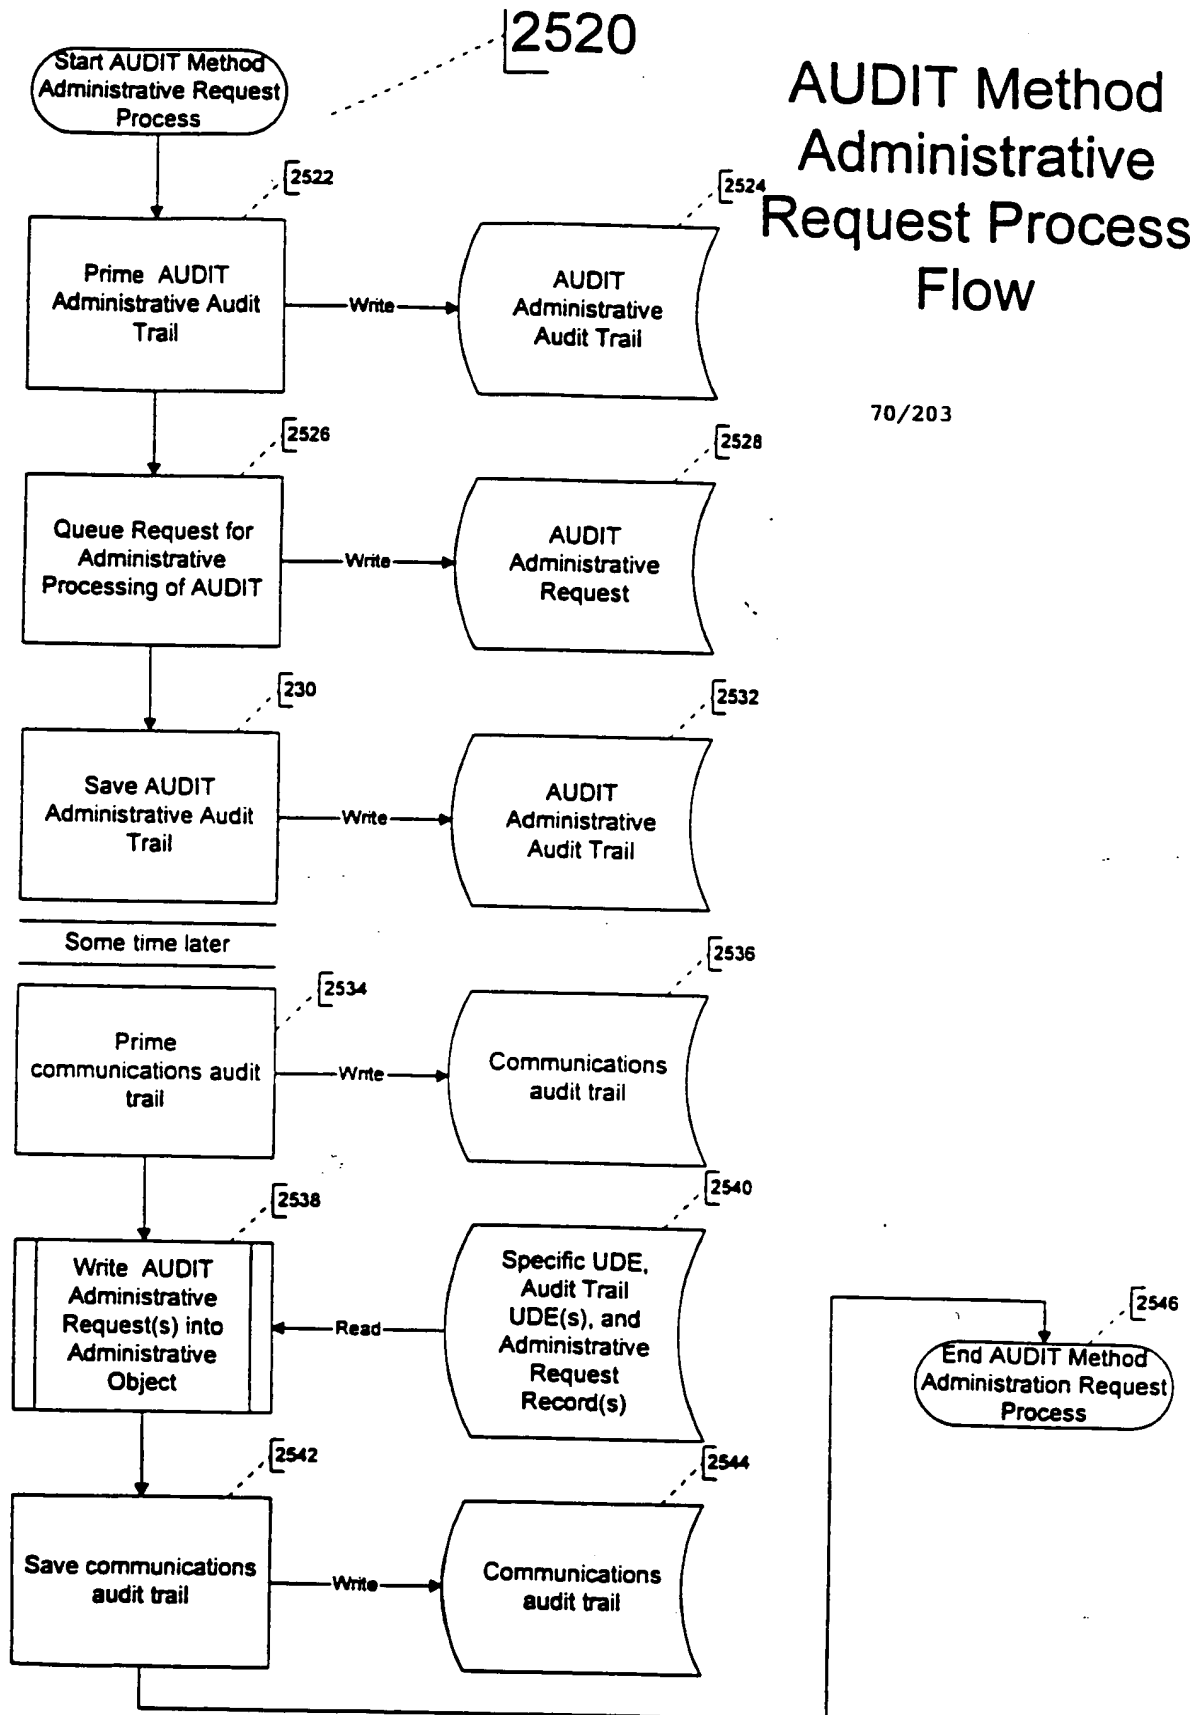 2520
AUDIT Method
Administrative
Request Process
Flow
70/203
Start AUDIT Method
Administrative Request
Process
2522
Prime AUDIT
Administrative Audit
Trail
Write
2524
AUDIT
Administrative
Audit Trail
2526
Queue Request for
Administrative
Processing of AUDIT
Write
2528
AUDIT
Administrative
Request
230
Save AUDIT
Administrative Audit
Trail
Write
2532
AUDIT
Administrative
Audit Trail
Some time later
2534
Prime
communications audit
trail
Write
2536
Communications
audit trail
2538
Write AUDIT
Administrative
Request(s) into
Administrative
Object
Read
2540
Specific UDE,
Audit Trail
UDE(s), and
Administrative
Request
Record(s)
2542
Save communications
audit trail
Write
2544
Communications
audit trail
2546
End AUDIT Method
Administration Request
Process